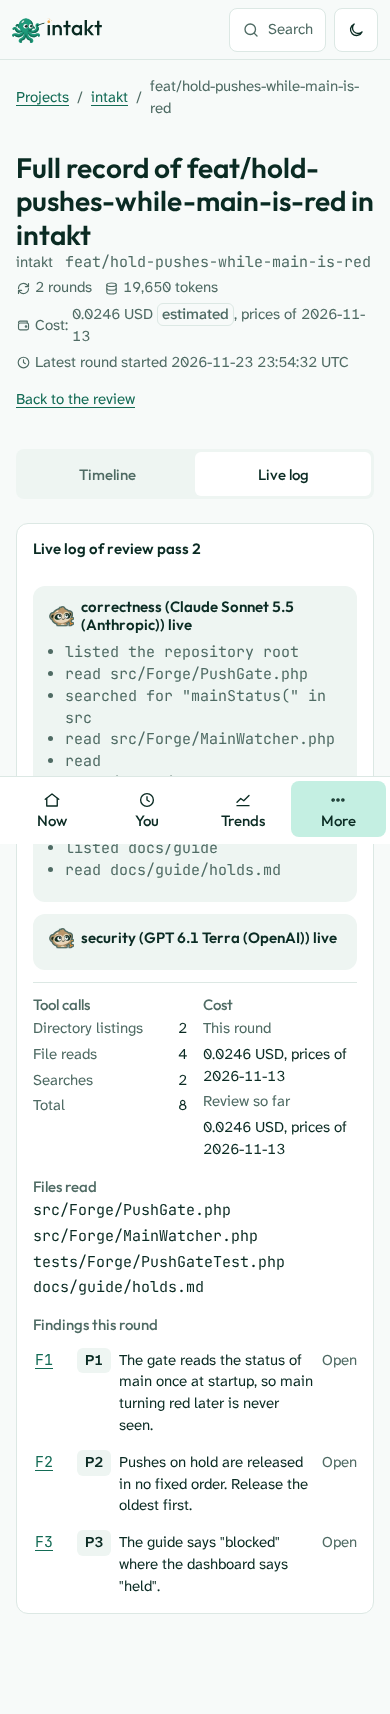 intakt
Search
Projects / intakt / feat/hold-pushes-while-main-is-
red
Full record of feat/hold-
pushes-while-main-is-red in
intakt
intakt feat/hold-pushes-while-main-is-red
2 rounds 19,650 tokens
Cost: 0.0246 USD estimated, prices of 2026-11-
13
Latest round started 2026-11-23 23:54:32 UTC
Back to the review
Timeline
Live log
Live log of review pass 2
correctness (Claude Sonnet 5.5
(Anthropic)) live
• listed the repository root
• read src/Forge/PushGate.php
• searched for "mainStatus(" in
src
• read src/Forge/MainWatcher.php
• read
Now
You
Trends
More
• listed docs/guide
• read docs/guide/holds.md
security (GPT 6.1 Terra (OpenAI)) live
Tool calls
Directory listings 2
File reads 4
Searches 2
Total 8
Cost
This round
0.0246 USD, prices of
2026-11-13
Review so far
0.0246 USD, prices of
2026-11-13
Files read
src/Forge/PushGate.php
src/Forge/MainWatcher.php
tests/Forge/PushGateTest.php
docs/guide/holds.md
Findings this round
F1 P1 The gate reads the status of Open
main once at startup, so main
turning red later is never
seen.
F2 P2 Pushes on hold are released Open
in no fixed order. Release the
oldest first.
F3 P3 The guide says "blocked" Open
where the dashboard says
"held".